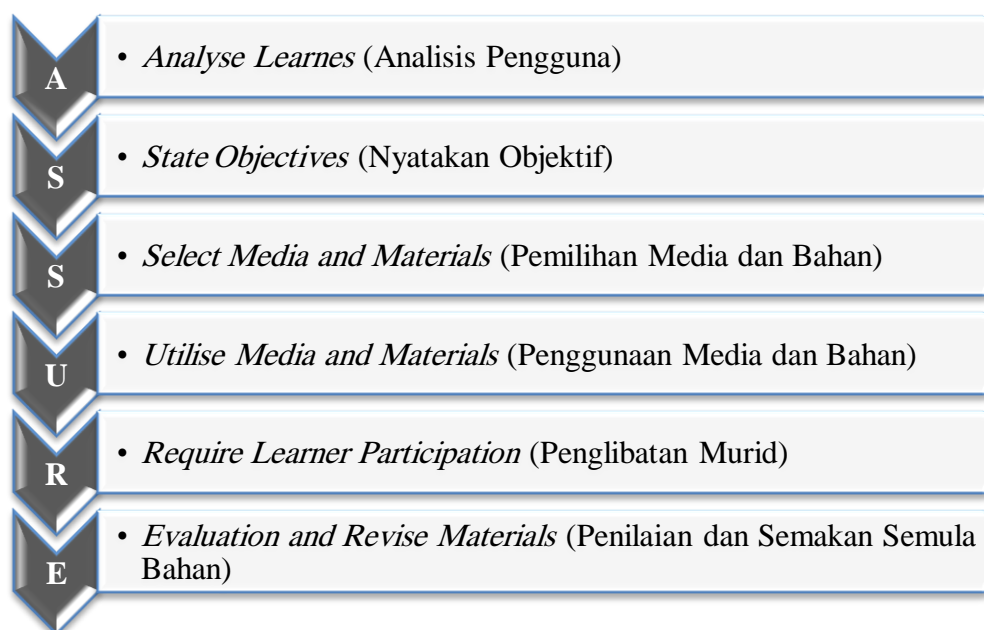 A
• Analyse Learnes (Analisis Pengguna)
S
• State Objectives (Nyatakan Objektif)
S
• Select Media and Materials (Pemilihan Media dan Bahan)
U
• Utilise Media and Materials (Penggunaan Media dan Bahan)
R
• Require Learner Participation (Penglibatan Murid)
E
• Evaluation and Revise Materials (Penilaian dan Semakan Semula
Bahan)